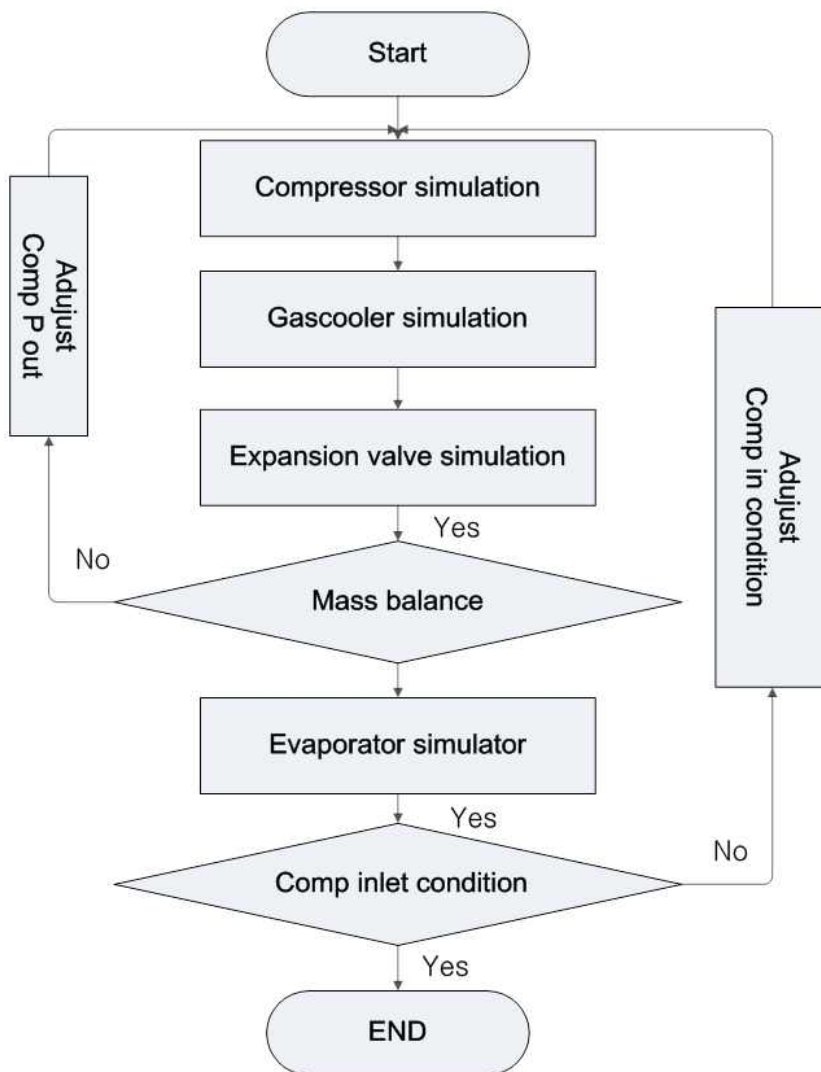 Start
Compressor simulation
Gascooler simulation
Adujust
Comp P out
Expansion valve simulation
Adujust
Comp in condition
Yes
No
Mass balance
Evaporator simulator
Yes
No
Comp inlet condition
Yes
END